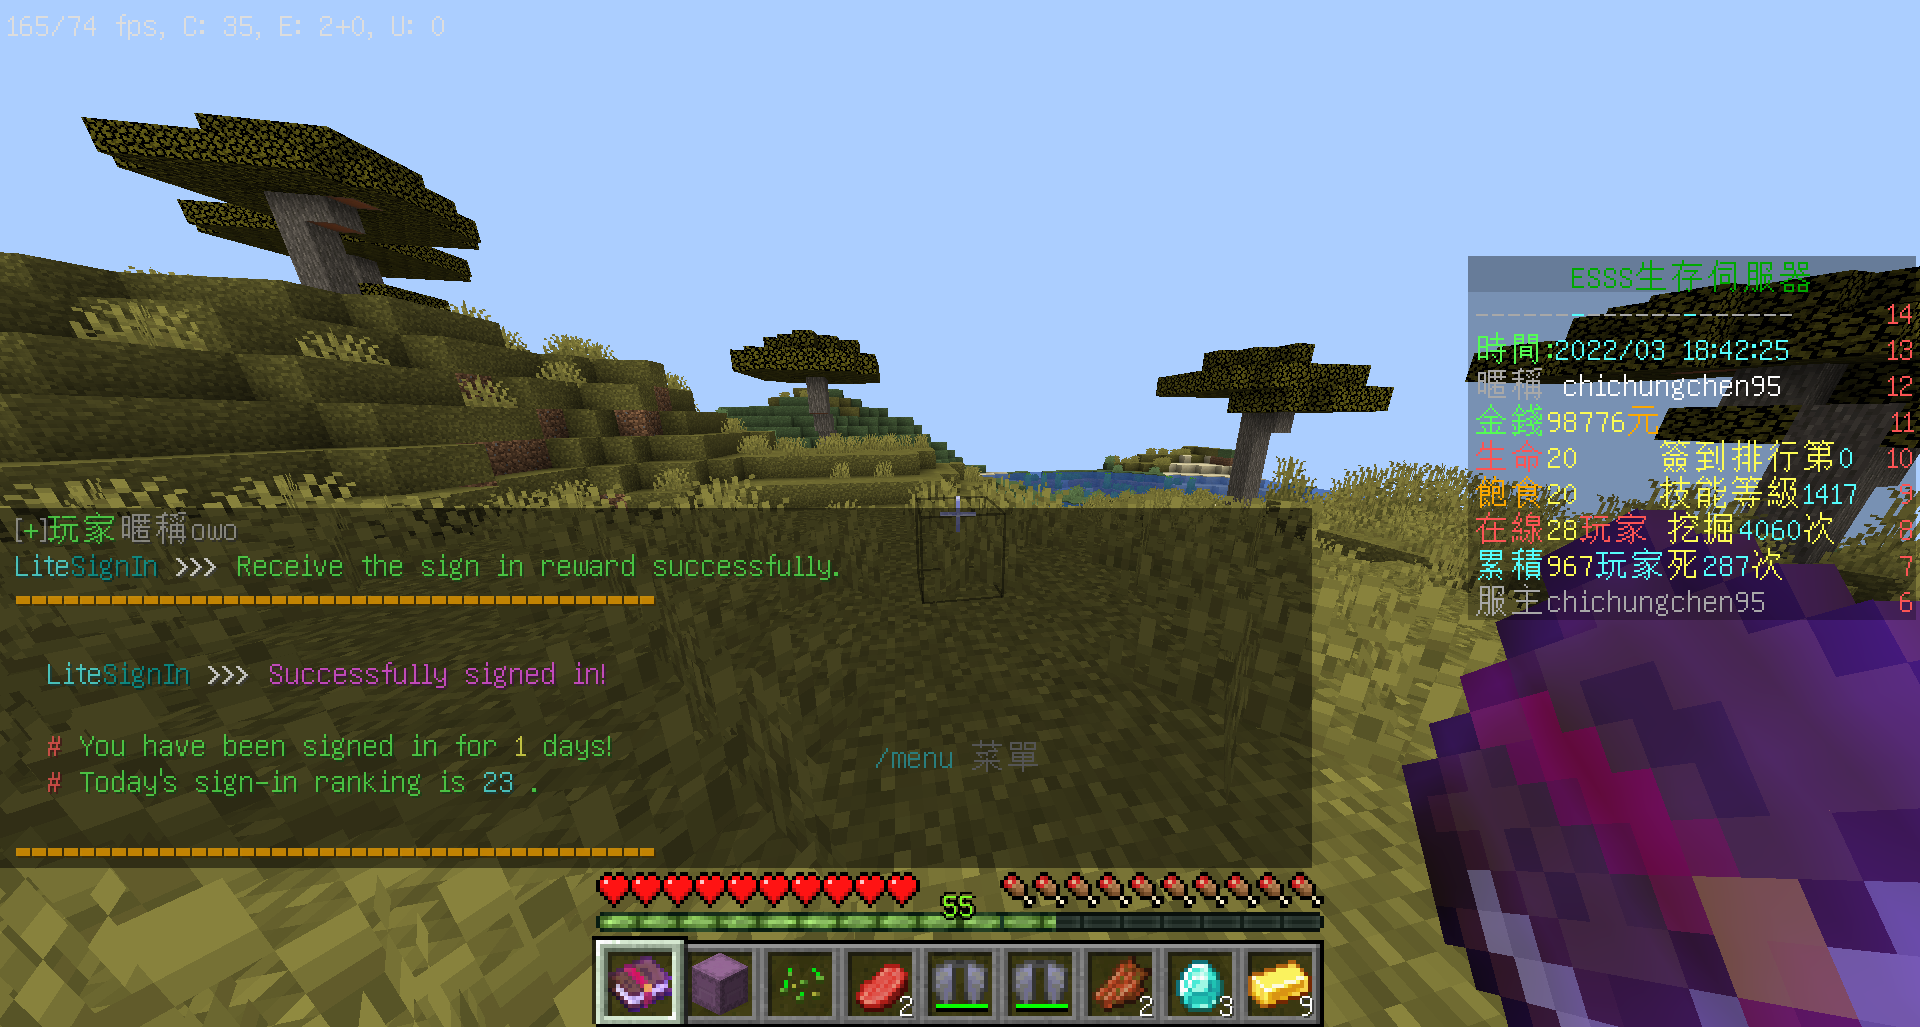 165/74 fps, C: 35, E: 2+0, U: 0
ESSS生存伺服器
------------------ 14
時間:2022/03 18:42:25 13
暱稱 chichungchen95 12
金錢98776元 11
生命20 簽到排行第0 10
飽食20 技能等級1417 9
在線28玩家 挖掘4060次 8
累積967玩家死287次 7
服主chichungchen95 6
[+]玩家暱稱owo
LiteSignIn >>> Receive the sign in reward successfully.
LiteSignIn >>> Successfully signed in!
# You have been signed in for 1 days!
# Today's sign-in ranking is 23 .
/menu 菜單
55
2
2
3
9